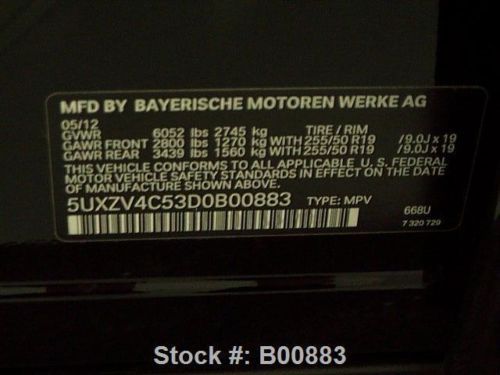 MFD BY BAYERISCHE MOTOREN WERKE AG
05/12 TIRE / RIM
GVWR 6052 lbs 2745 kg
GAWR FRONT 2800 lbs 1270 kg WITH 255/50 R19 /9.0J x 19
GAWR REAR 3439 lbs 1560 kg WITH 255/50 R19 /9.0J x 19
THIS VEHICLE CONFORMS TO ALL APPLICABLE U.S. FEDERAL
MOTOR VEHICLE SAFETY STANDARDS IN EFFECT ON THE
DATE OF MANUFACTURE SHOWN ABOVE.
5UXZV4C53D0B00883 TYPE: MPV
668U
7 320 720
Stock #: B00883